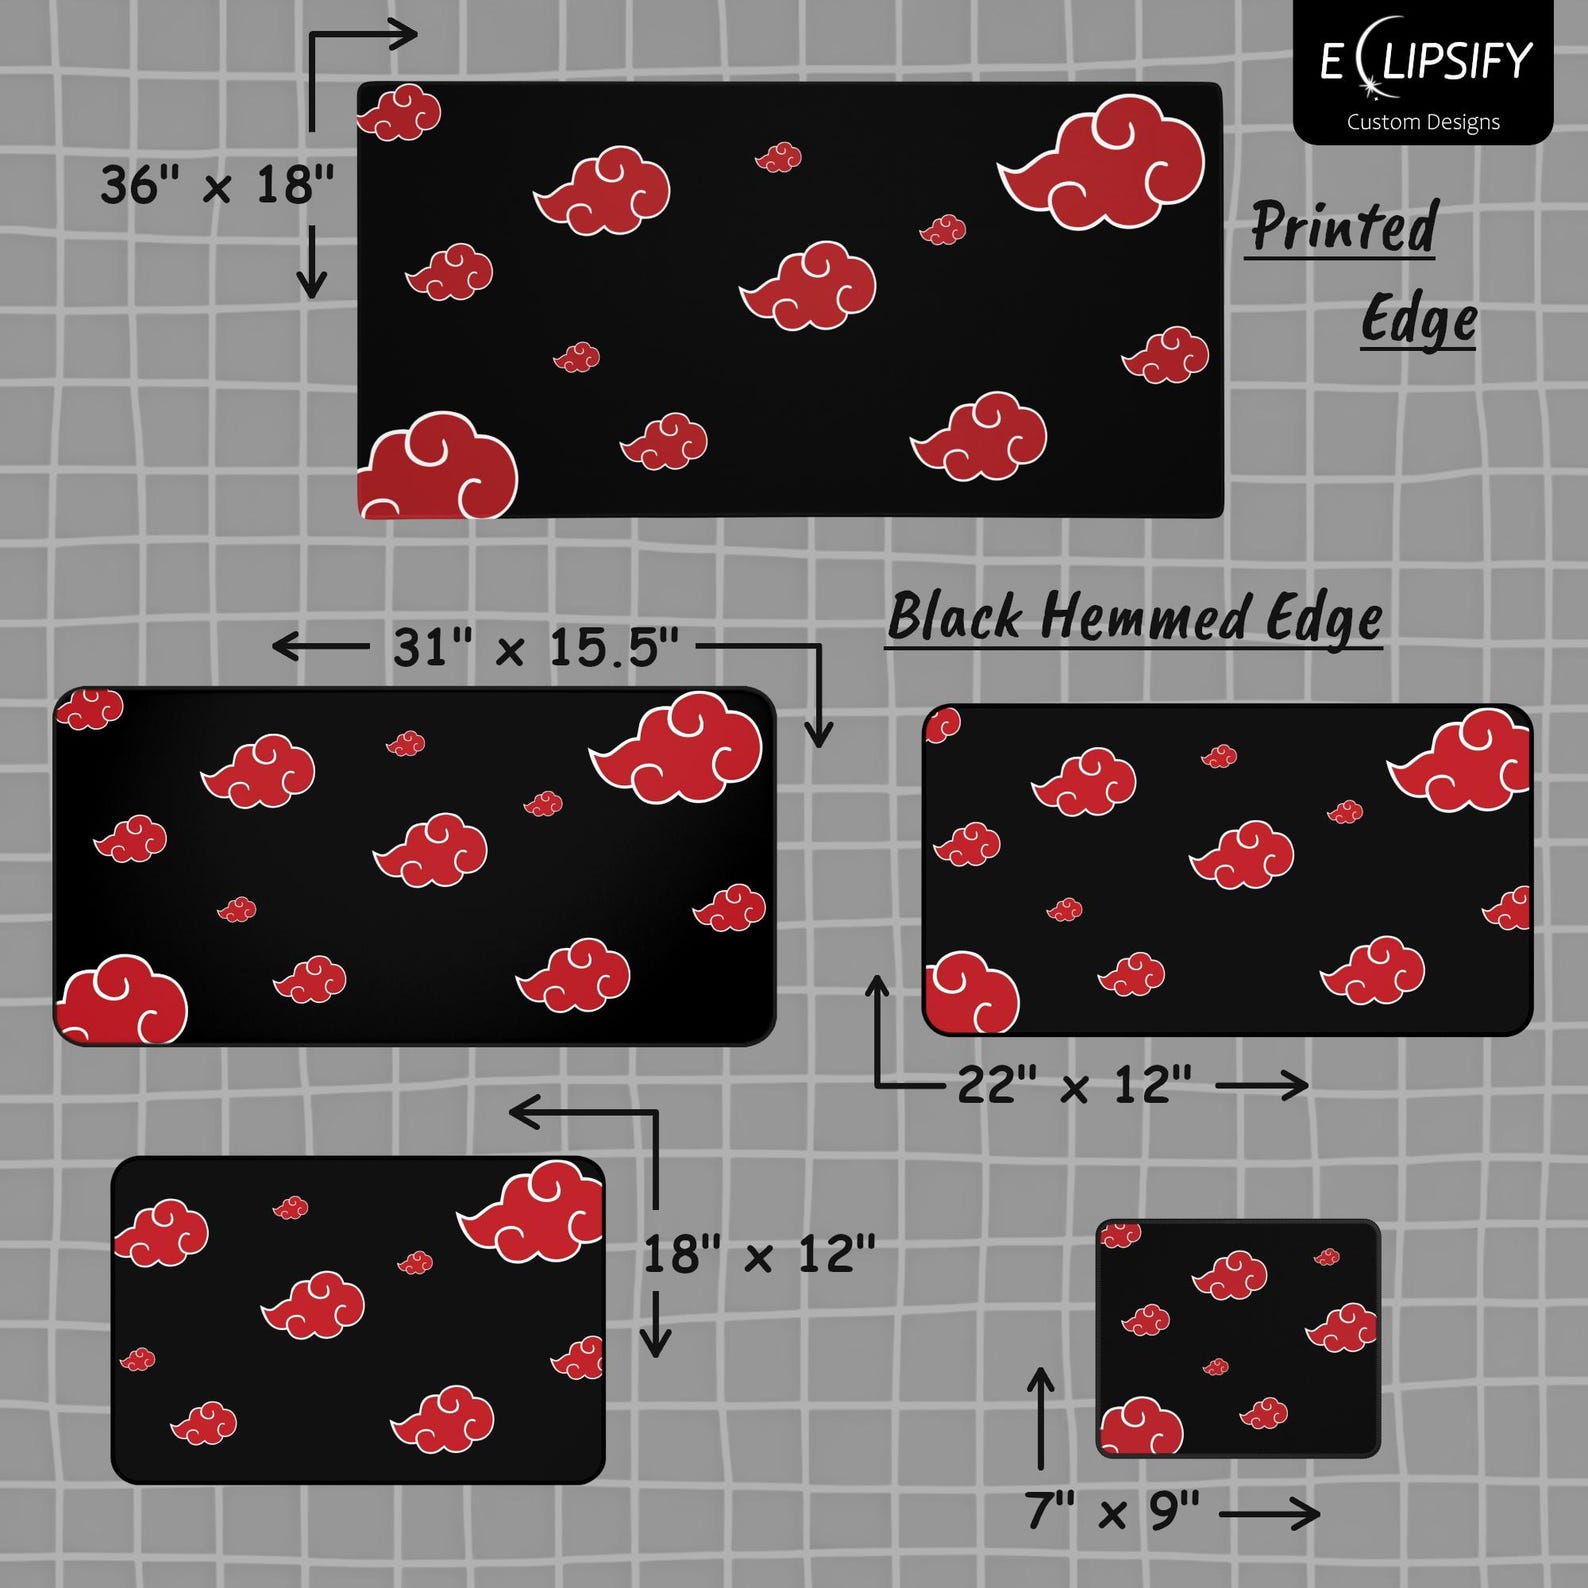 ECLIPSIFY
Custom Designs
36" x 18"
Printed
Edge
Black Hemmed Edge
31" x 15.5"
22" x 12"
18" x 12"
7" x 9"